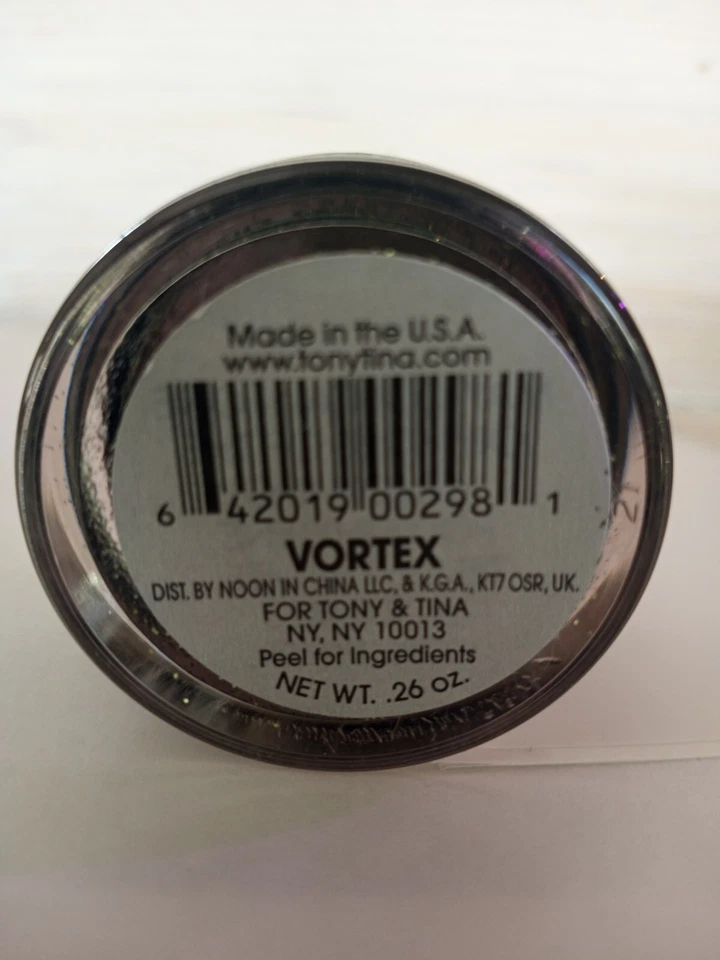 Made in the U.S.A.
www.tonytina.com
6 42019 00298 1
VORTEX
DIST. BY NOON IN CHINA LLC, & K.G.A., KT7 OSR, UK.
FOR TONY & TINA
NY, NY 10013
Peel for Ingredients
NET WT. .26 oz.
21